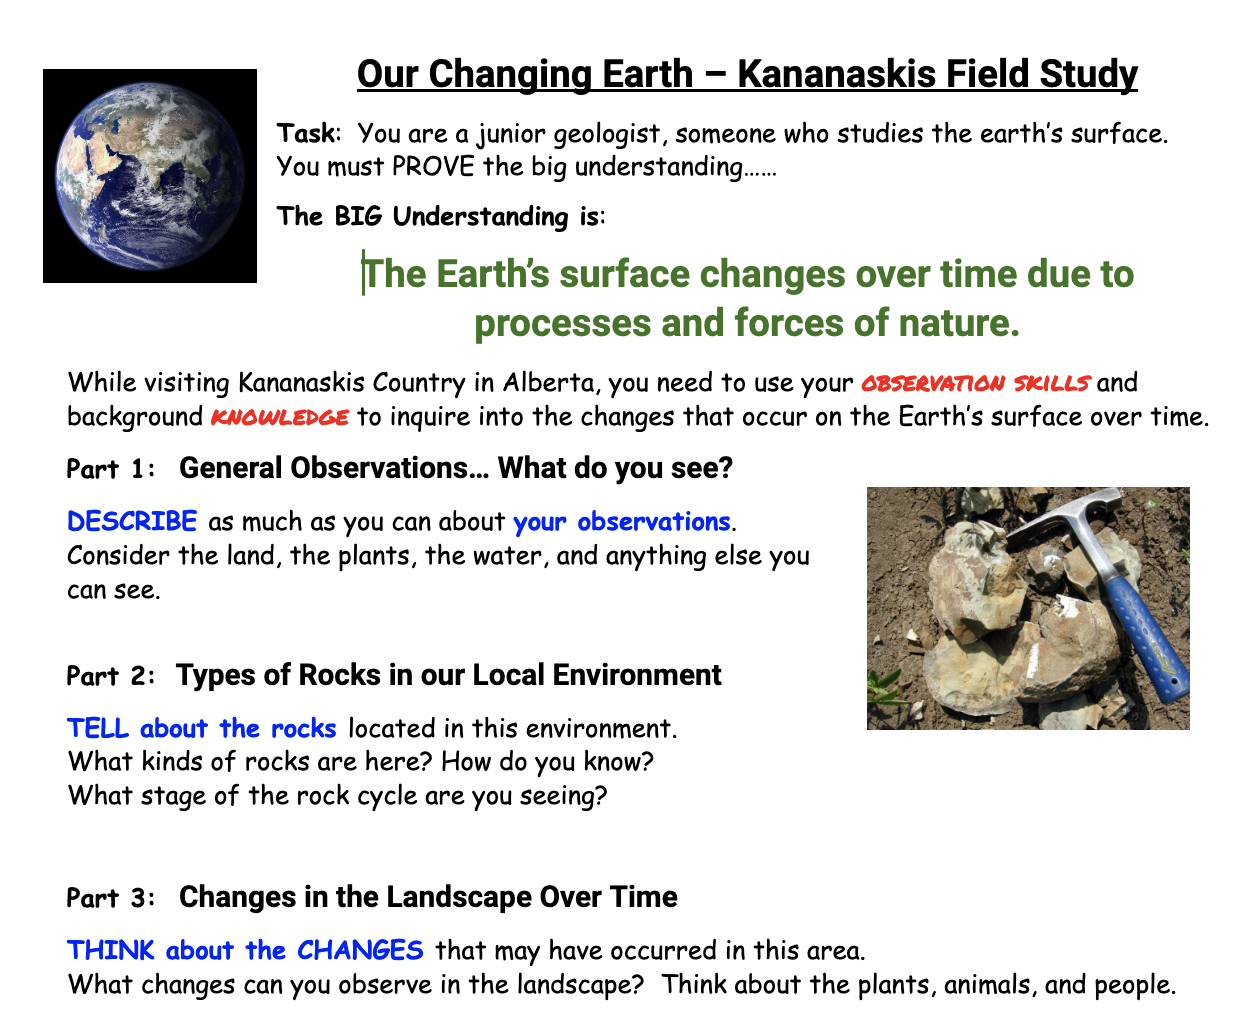 Our Changing Earth – Kananaskis Field Study
Task:  You are a junior geologist, someone who studies the earth's surface.
You must PROVE the big understanding……
The BIG Understanding is:
The Earth's surface changes over time due to
processes and forces of nature.
While visiting Kananaskis Country in Alberta, you need to use your OBSERVATION SKILLS and
background KNOWLEDGE to inquire into the changes that occur on the Earth's surface over time.
Part 1:   General Observations… What do you see?
DESCRIBE as much as you can about your observations.
Consider the land, the plants, the water, and anything else you
can see.
Part 2:   Types of Rocks in our Local Environment
TELL about the rocks located in this environment.
What kinds of rocks are here? How do you know?
What stage of the rock cycle are you seeing?
Part 3:   Changes in the Landscape Over Time
THINK about the CHANGES that may have occurred in this area.
What changes can you observe in the landscape?  Think about the plants, animals, and people.